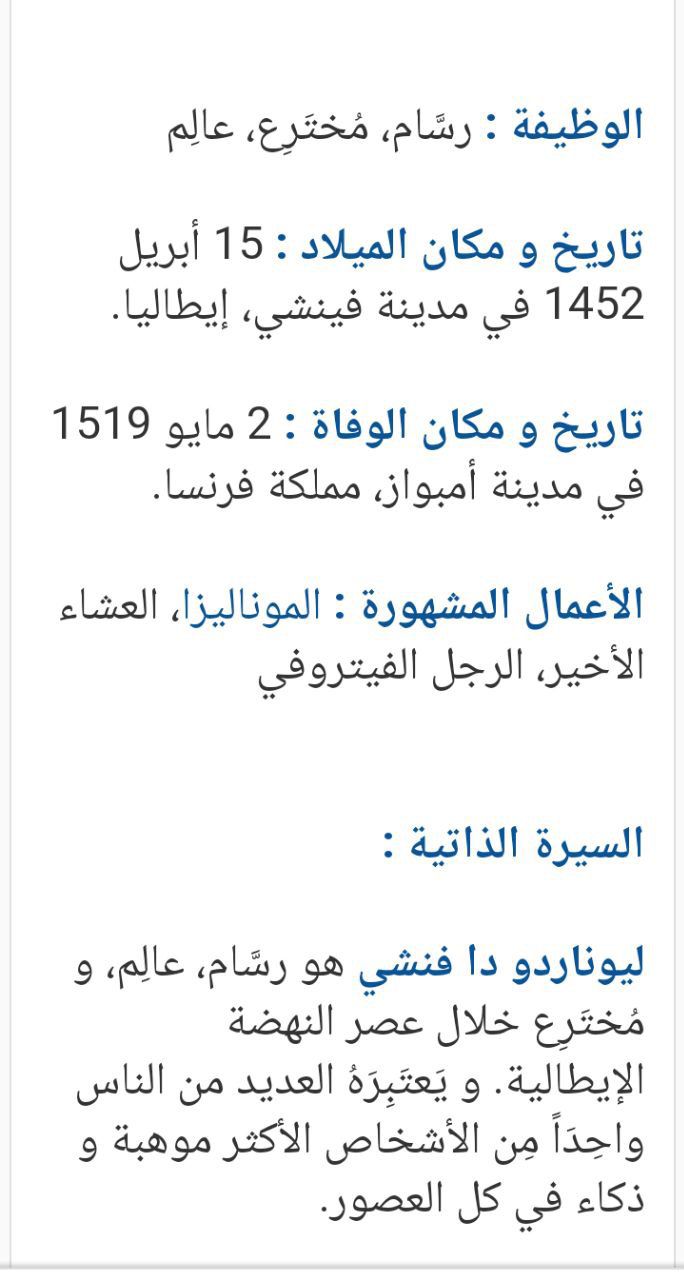 الوظيفة : رسَّام، مُختَرِع، عالِم
تاريخ و مكان الميلاد : 15 أبريل
1452 في مدينة فينشي، إيطاليا.
تاريخ و مكان الوفاة : 2 مايو 1519
في مدينة أمبواز، مملكة فرنسا.
الأعمال المشهورة : الموناليزا، العشاء
الأخير، الرجل الفيتروفي
السيرة الذاتية :
ليوناردو دا فنشي هو رسَّام، عالِم، و
مُختَرِع خلال عصر النهضة
الإيطالية. و يَعتَبِرَهُ العديد من الناس
واحِدَاً مِن الأشخاص الأكثر موهبة و
ذكاء في كل العصور.